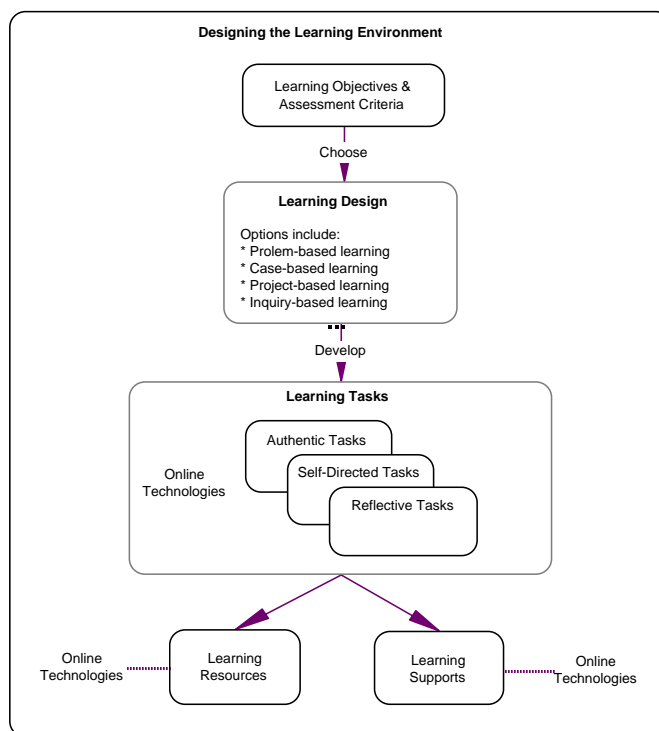 Designing the Learning Environment
Learning Objectives &
Assessment Criteria
Choose
Learning Design
Options include:
* Prolem-based learning
* Case-based learning
* Project-based learning
* Inquiry-based learning
...
Develop
Learning Tasks
Authentic Tasks
Self-Directed Tasks
Reflective Tasks
Online
Technologies
Online
Technologies
Learning
Resources
Learning
Supports
Online
Technologies